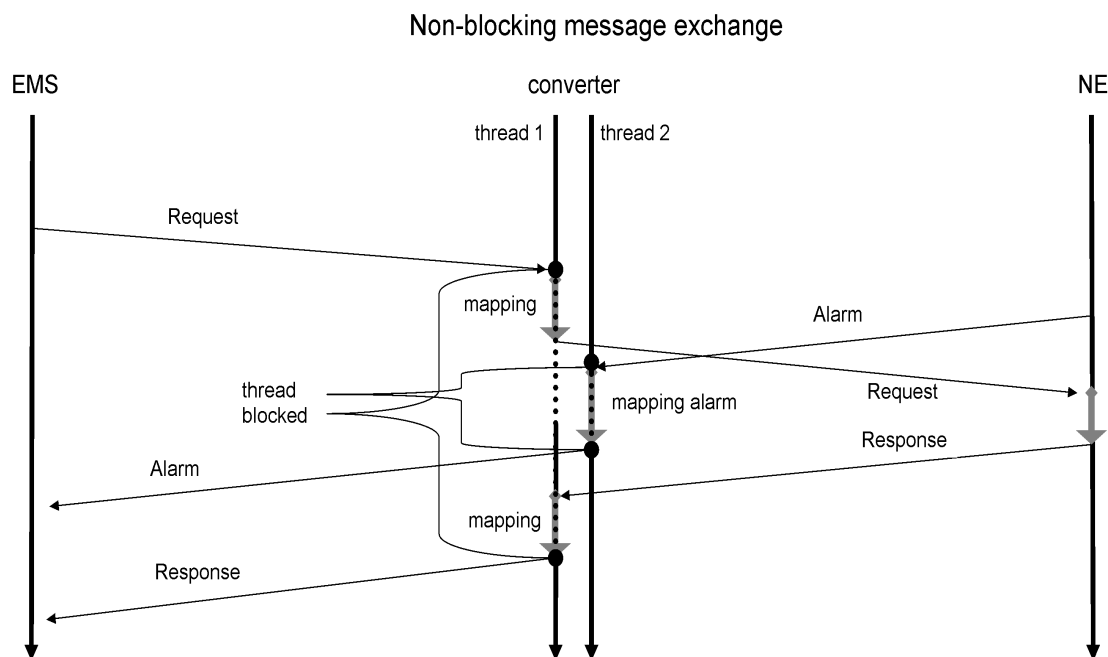 Non-blocking message exchange
EMS
converter
NE
thread 1
thread 2
Request
mapping
Alarm
thread
blocked
mapping alarm
Request
Response
Alarm
mapping
Response